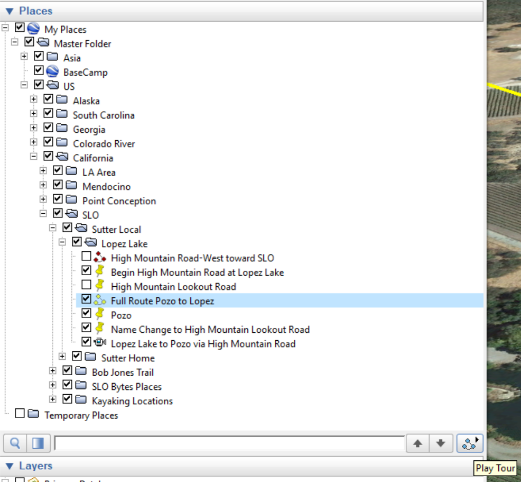 Places
My Places
Master Folder
Asia
BaseCamp
US
Alaska
South Carolina
Georgia
Colorado River
California
LA Area
Mendocino
Point Conception
SLO
Sutter Local
Lopez Lake
High Mountain Road-West toward SLO
Begin High Mountain Road at Lopez Lake
High Mountain Lookout Road
Full Route Pozo to Lopez
Pozo
Name Change to High Mountain Lookout Road
Lopez Lake to Pozo via High Mountain Road
Sutter Home
Bob Jones Trail
SLO Bytes Places
Kayaking Locations
Temporary Places
Play Tour
Layers